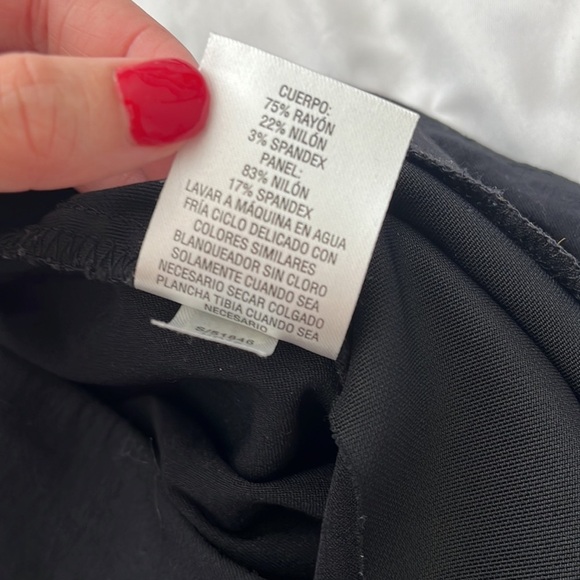 CUERPO:
75% RAYÓN
22% NILÓN
3% SPANDEX
PANEL:
83% NILÓN
17% SPANDEX
LAVAR A MÁQUINA EN AGUA
FRÍA CICLO DELICADO CON
COLORES SIMILARES
BLANQUEADOR SIN CLORO
SOLAMENTE CUANDO SEA
NECESARIO SECAR COLGADO
PLANCHA TIBIA CUANDO SEA
NECESARIO